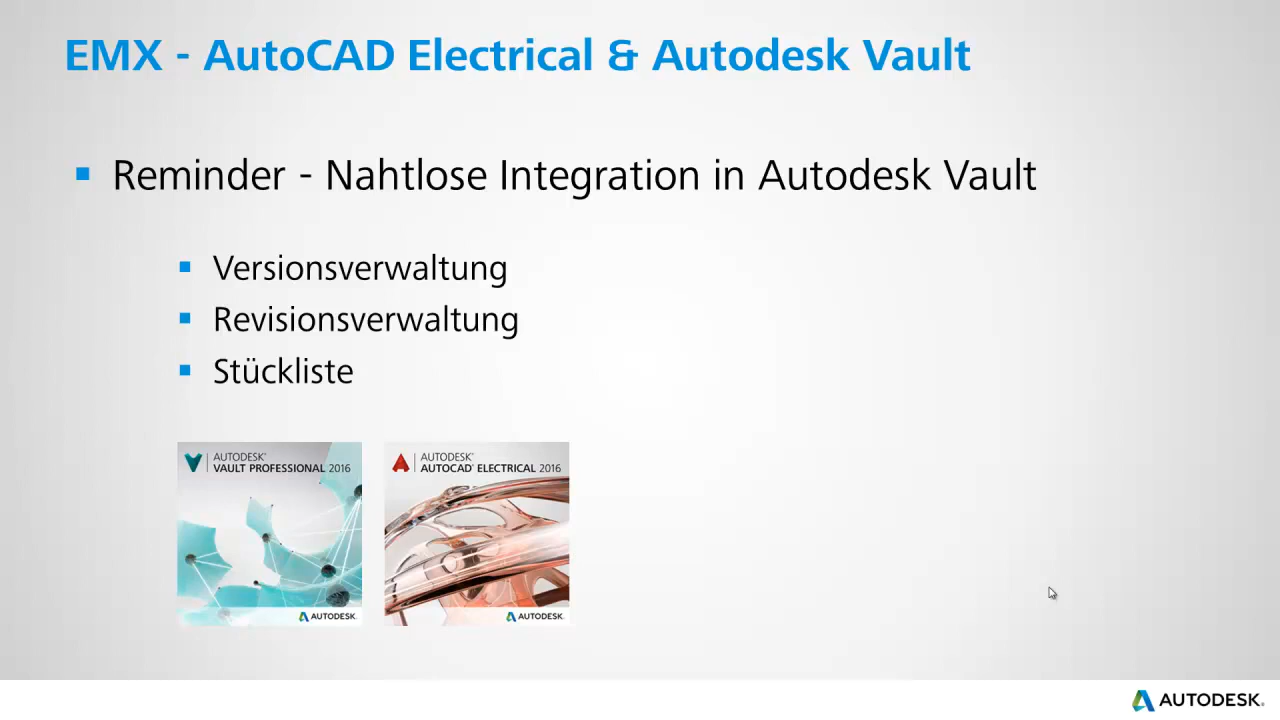 EMX - AutoCAD Electrical & Autodesk Vault
Reminder - Nahtlose Integration in Autodesk Vault
Versionsverwaltung
Revisionsverwaltung
Stückliste
AUTODESK®
VAULT PROFESSIONAL 2016
AUTODESK.
AUTODESK®
AUTOCAD® ELECTRICAL 2016
AUTODESK.
AUTODESK®